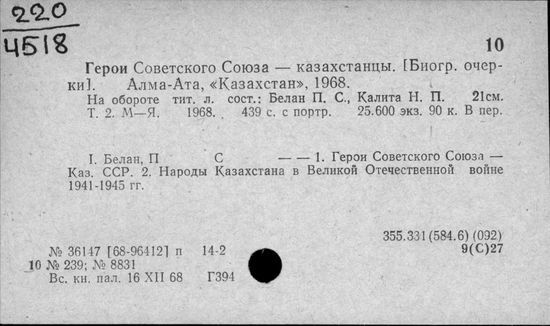 220
4518
10
Герои Советского Союза — казахстанцы. [Биогр. очер-
ки]. Алма-Ата, «Казахстан», 1968.
На обороте тит. л. сост.: Белан П. С., Калита Н. П. 21см.
Т. 2. М—Я. 1968. 439 с. с портр. 25.600 экз. 90 к. В пер.
I. Белан, П С — — 1. Герои Советского Союза —
Каз. ССР. 2. Народы Казахстана в Великой Отечественной войне
1941-1945 гг.
355.331(584.6)(092)
№ 36147 [68-96412] п 14-2 9(С)27
10 № 239; № 8831
Вс. кн. пал. 16 XII 68 Г394